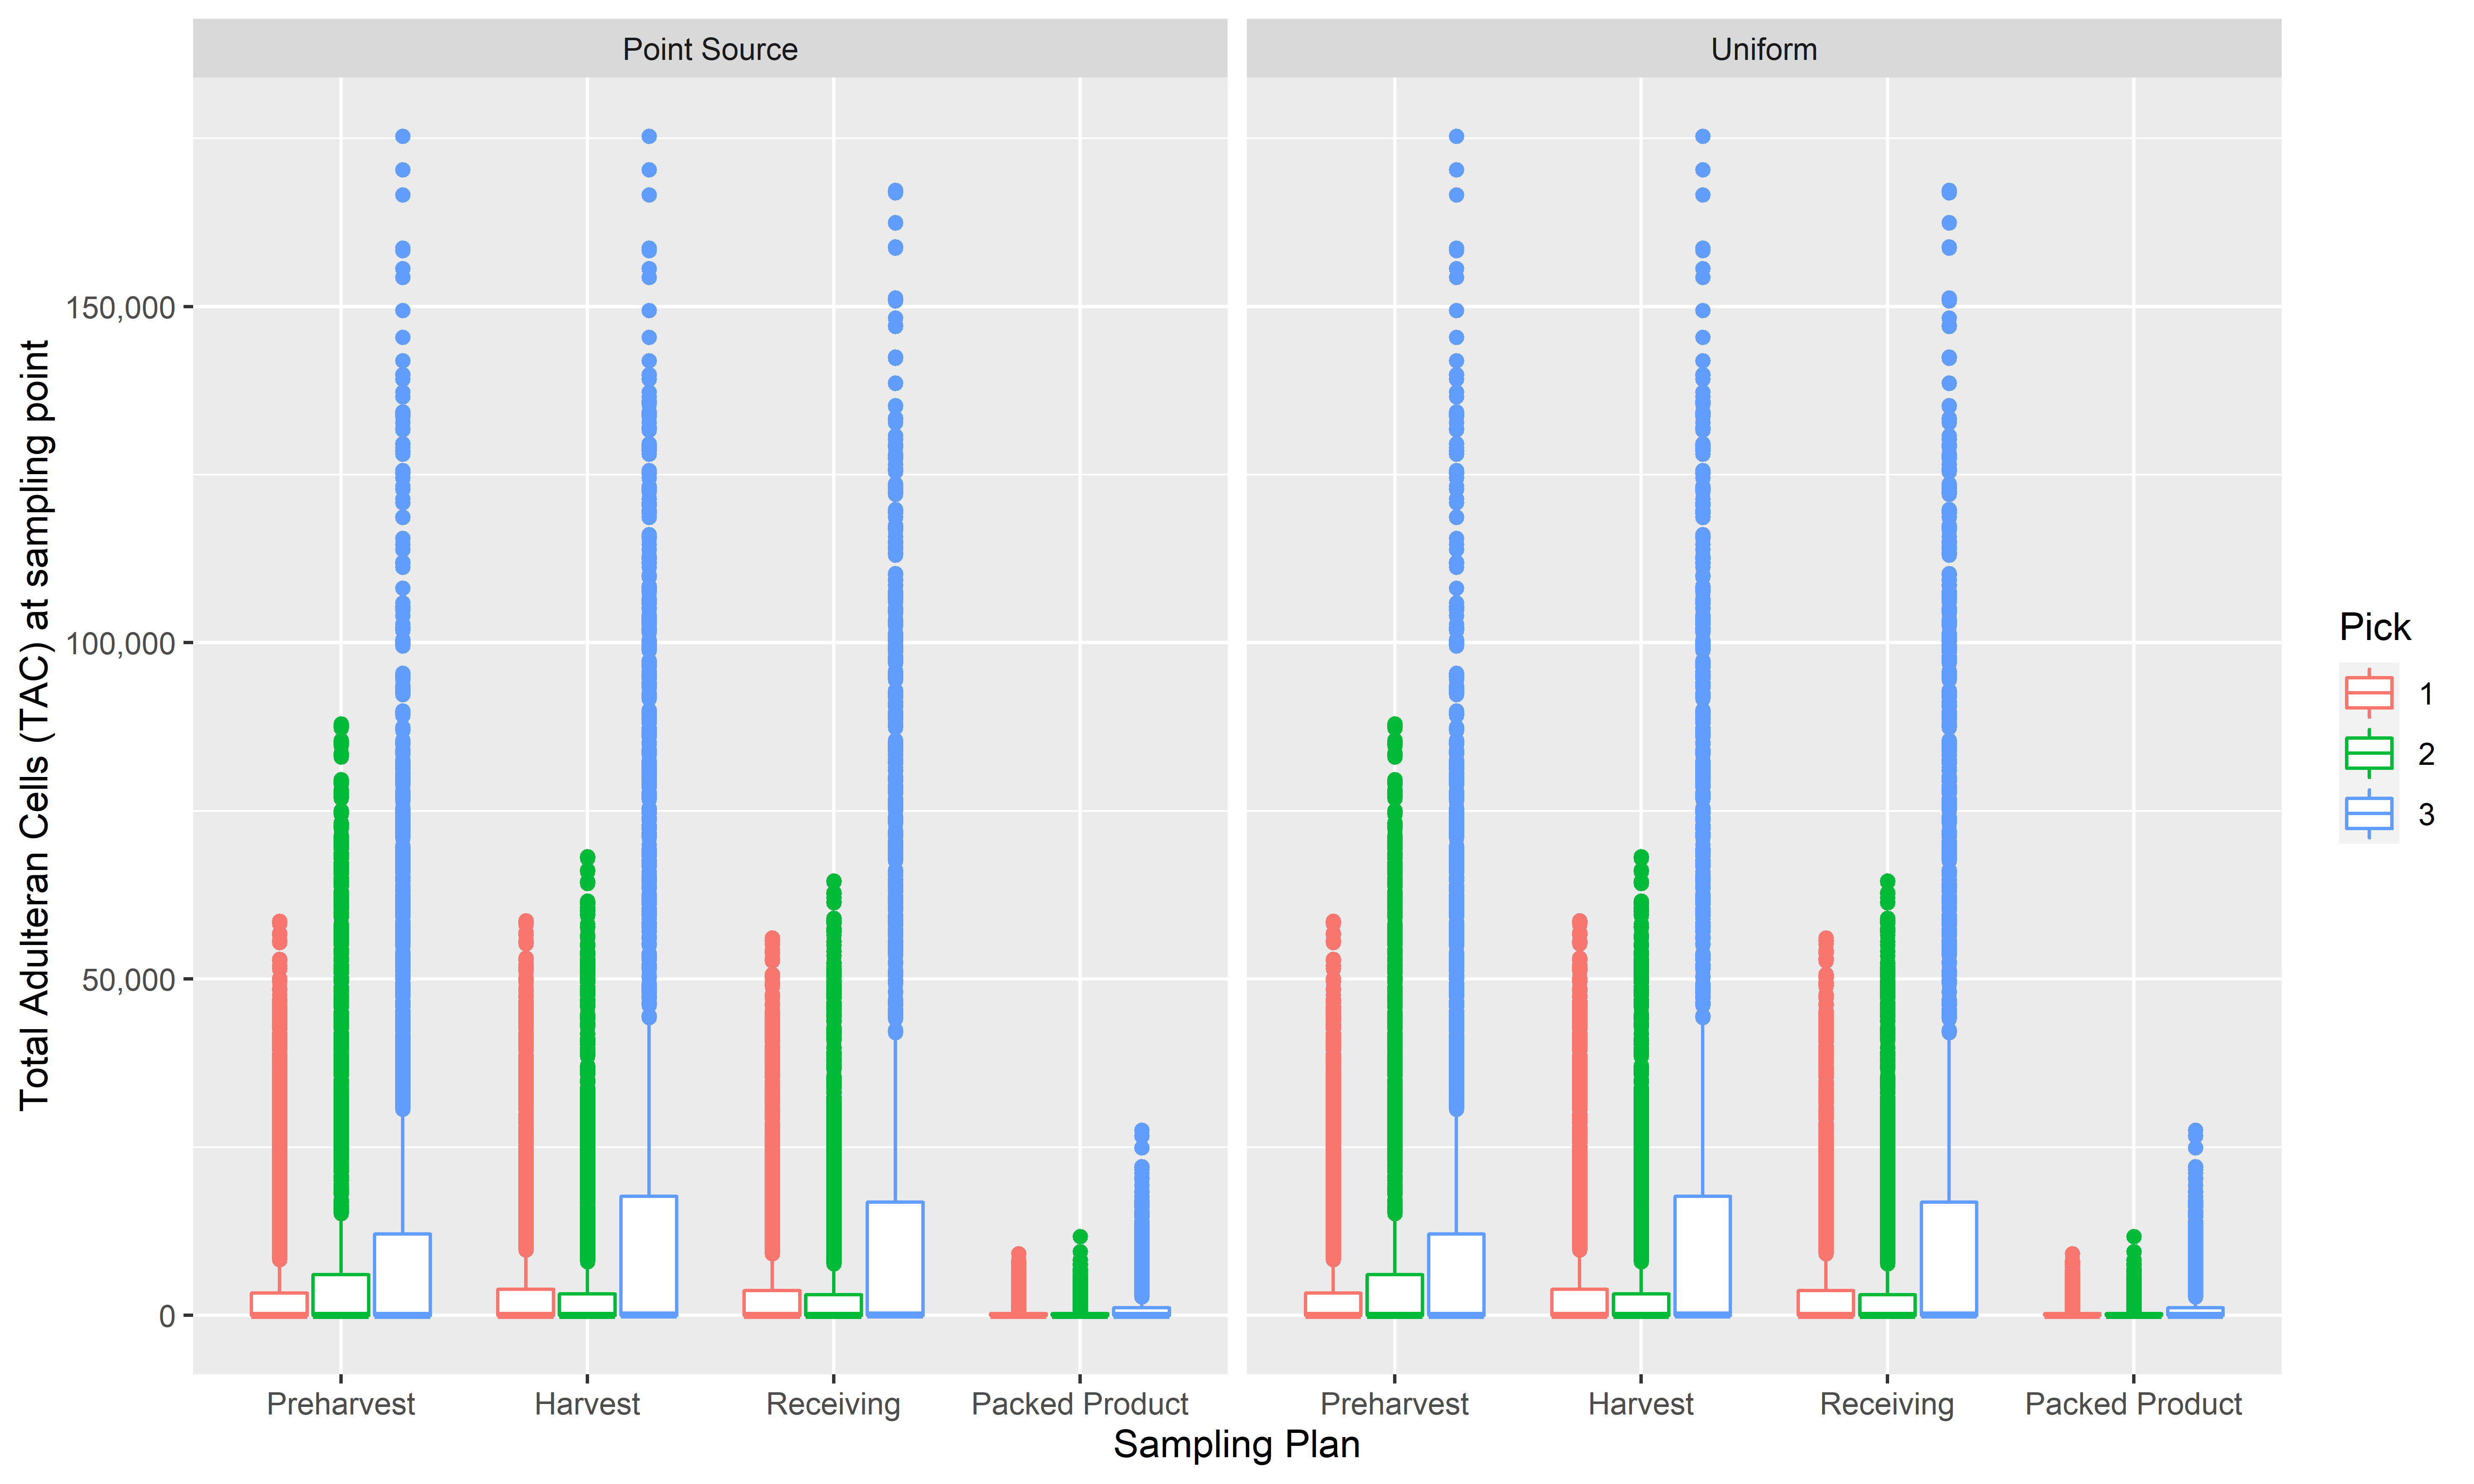 Point Source
Uniform
Total Adulteran Cells (TAC) at sampling point
150,000
100,000
50,000
0
Preharvest
Harvest
Receiving
Packed Product
Preharvest
Harvest
Receiving
Packed Product
Sampling Plan
Pick
1
2
3